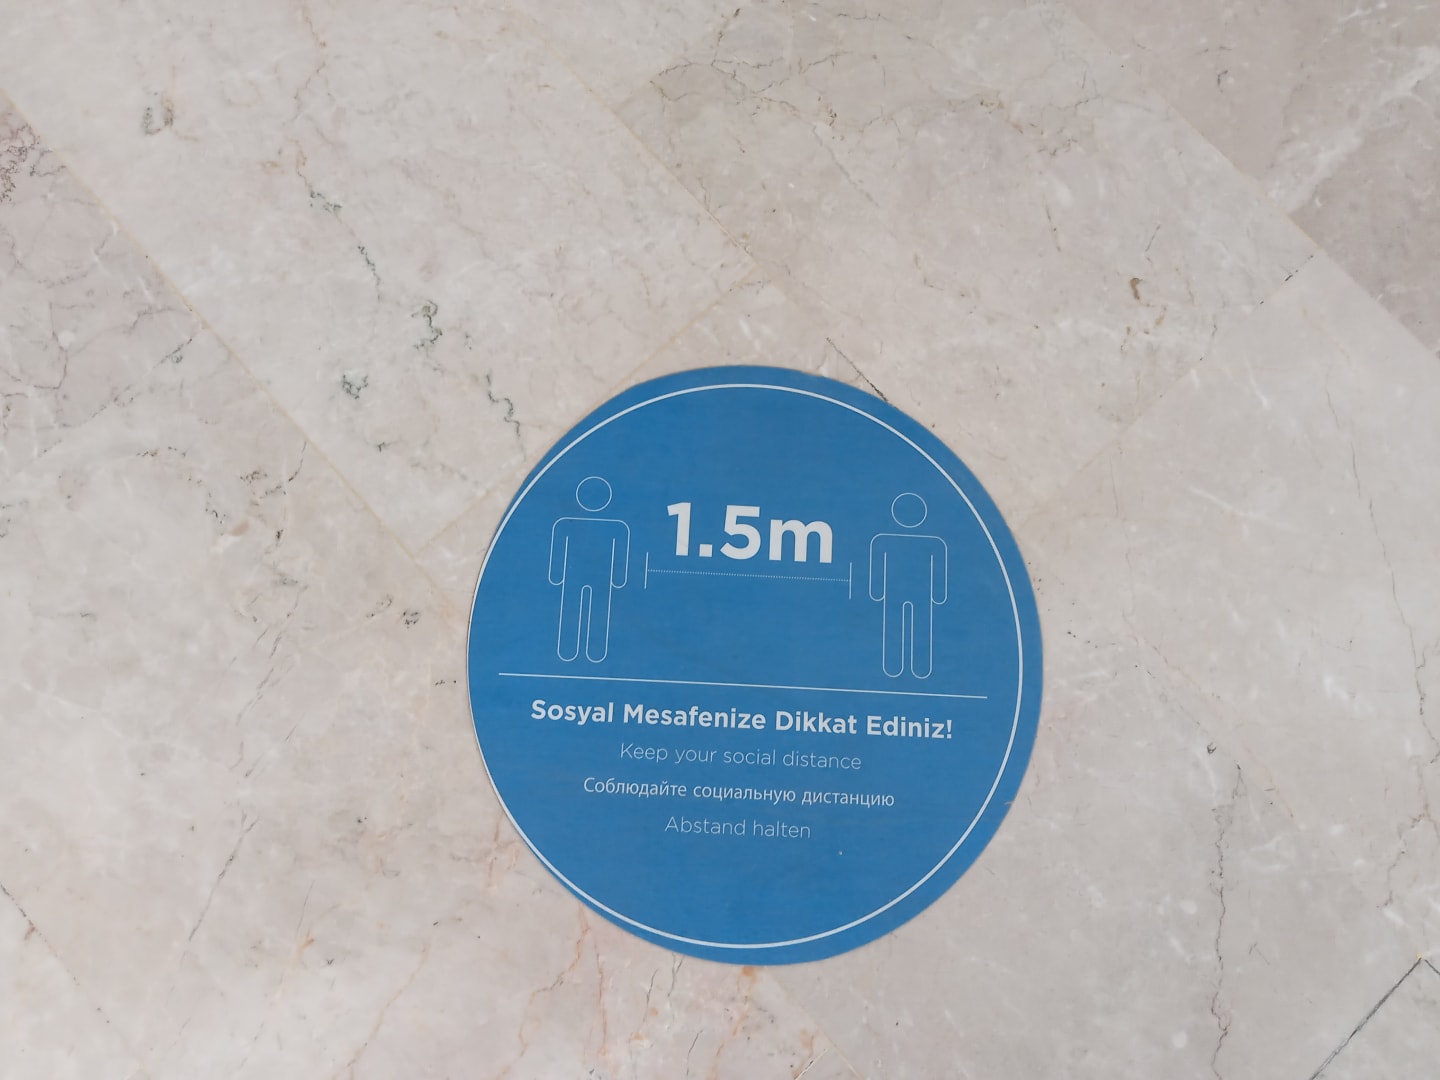 1.5m
Sosyal Mesafenize Dikkat Ediniz!
Keep your social distance
Соблюдайте социальную дистанцию
Abstand halten